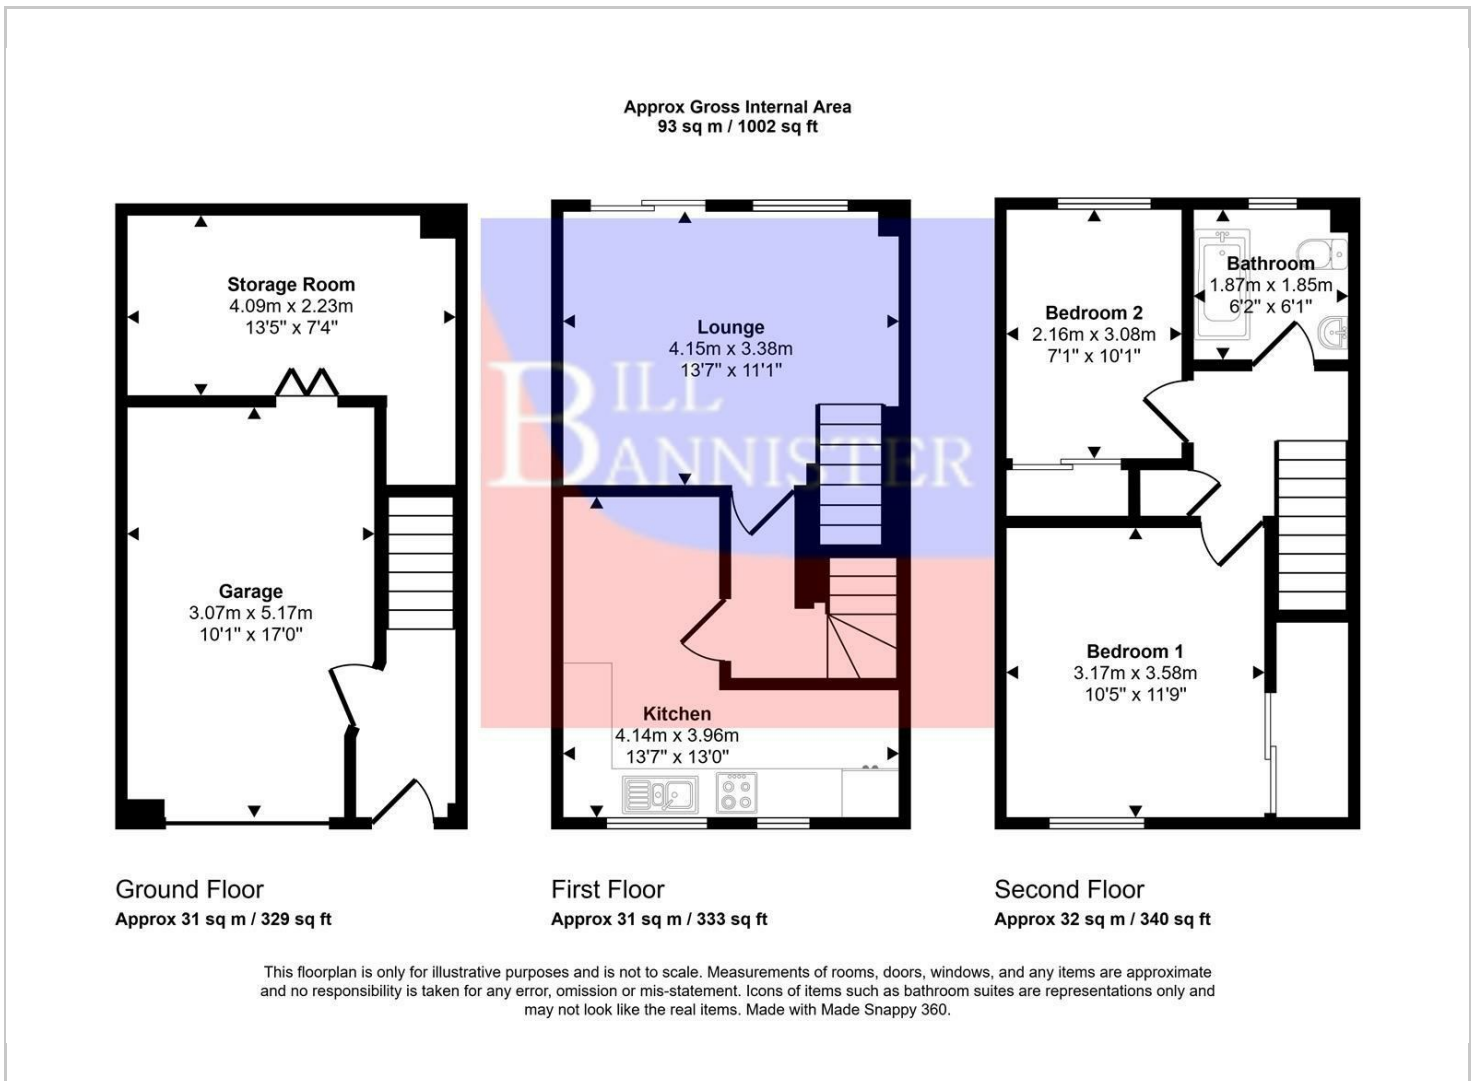 Approx Gross Internal Area
93 sq m / 1002 sq ft
Storage Room
4.09m x 2.23m
13'5" x 7'4"
Garage
3.07m x 5.17m
10'1" x 17'0"
Ground Floor
Approx 31 sq m / 329 sq ft
Lounge
4.15m x 3.38m
13'7" x 11'1"
BILL
BANNISTER
Kitchen
4.14m x 3.96m
13'7" x 13'0"
First Floor
Approx 31 sq m / 333 sq ft
Bedroom 2
2.16m x 3.08m
7'1" x 10'1"
Bathroom
1.87m x 1.85m
6'2" x 6'1"
Bedroom 1
3.17m x 3.58m
10'5" x 11'9"
Second Floor
Approx 32 sq m / 340 sq ft
This floorplan is only for illustrative purposes and is not to scale. Measurements of rooms, doors, windows, and any items are approximate
and no responsibility is taken for any error, omission or mis-statement. Icons of items such as bathroom suites are representations only and
may not look like the real items. Made with Made Snappy 360.